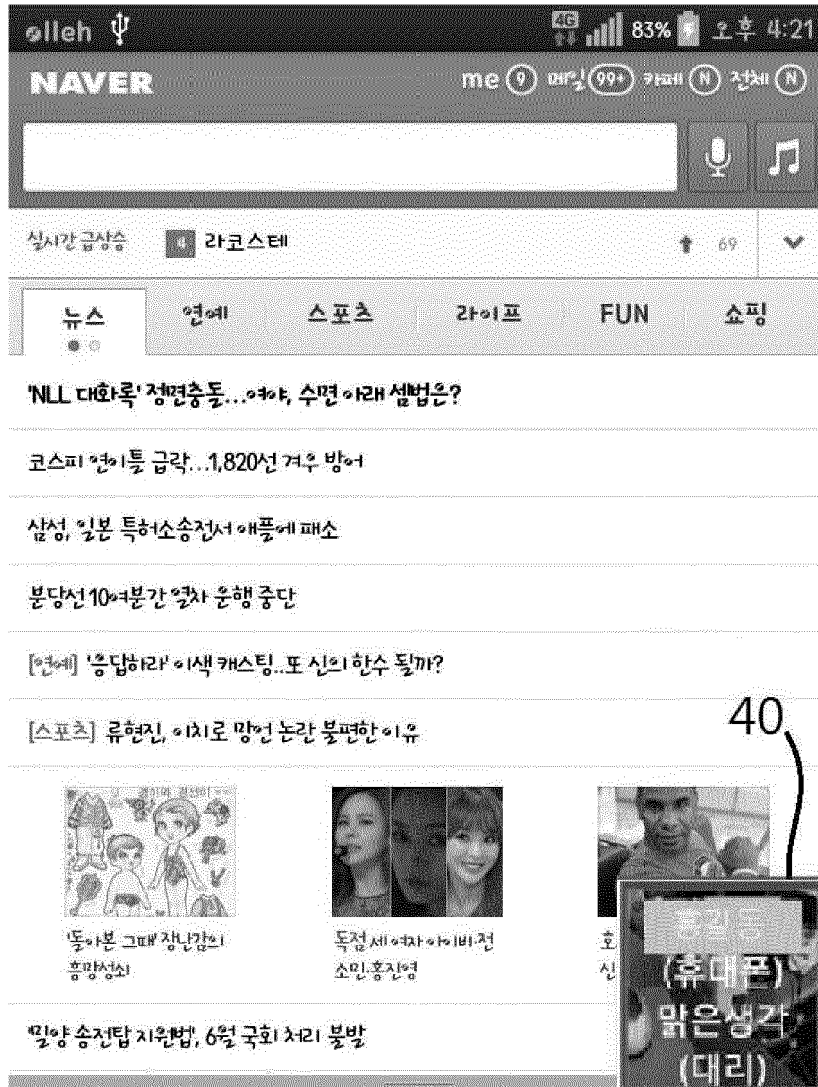 olleh 4G 83% 오후 4:21
NAVER me 9 메일 99+ 카페 N 전체 N
실시간 급상승 4 라코스테 69
뉴스 연예 스포츠 라이프 FUN 쇼핑
'NLL 대화록' 정면충돌...여야, 수면 아래 셈법은?
코스피 연이틀 급락...1,820선 겨우 방어
삼성, 일본 특허소송전서 애플에 패소
분당선 10여분간 열차 운행 중단
[연예] '응답하라' 이색 캐스팅..또 신의 한수 될까?
[스포츠] 류현진, 이치로 망언 논란 불편한 이유
40
'돌아본 그때' 장난감의
흥망성쇠
독점 세 여자 아이비·전
소민·홍진영
호
신
홍길동
(휴대폰)
맑은생각
(대리)
'밀양 송전탑 지원법', 6월 국회 처리 불발